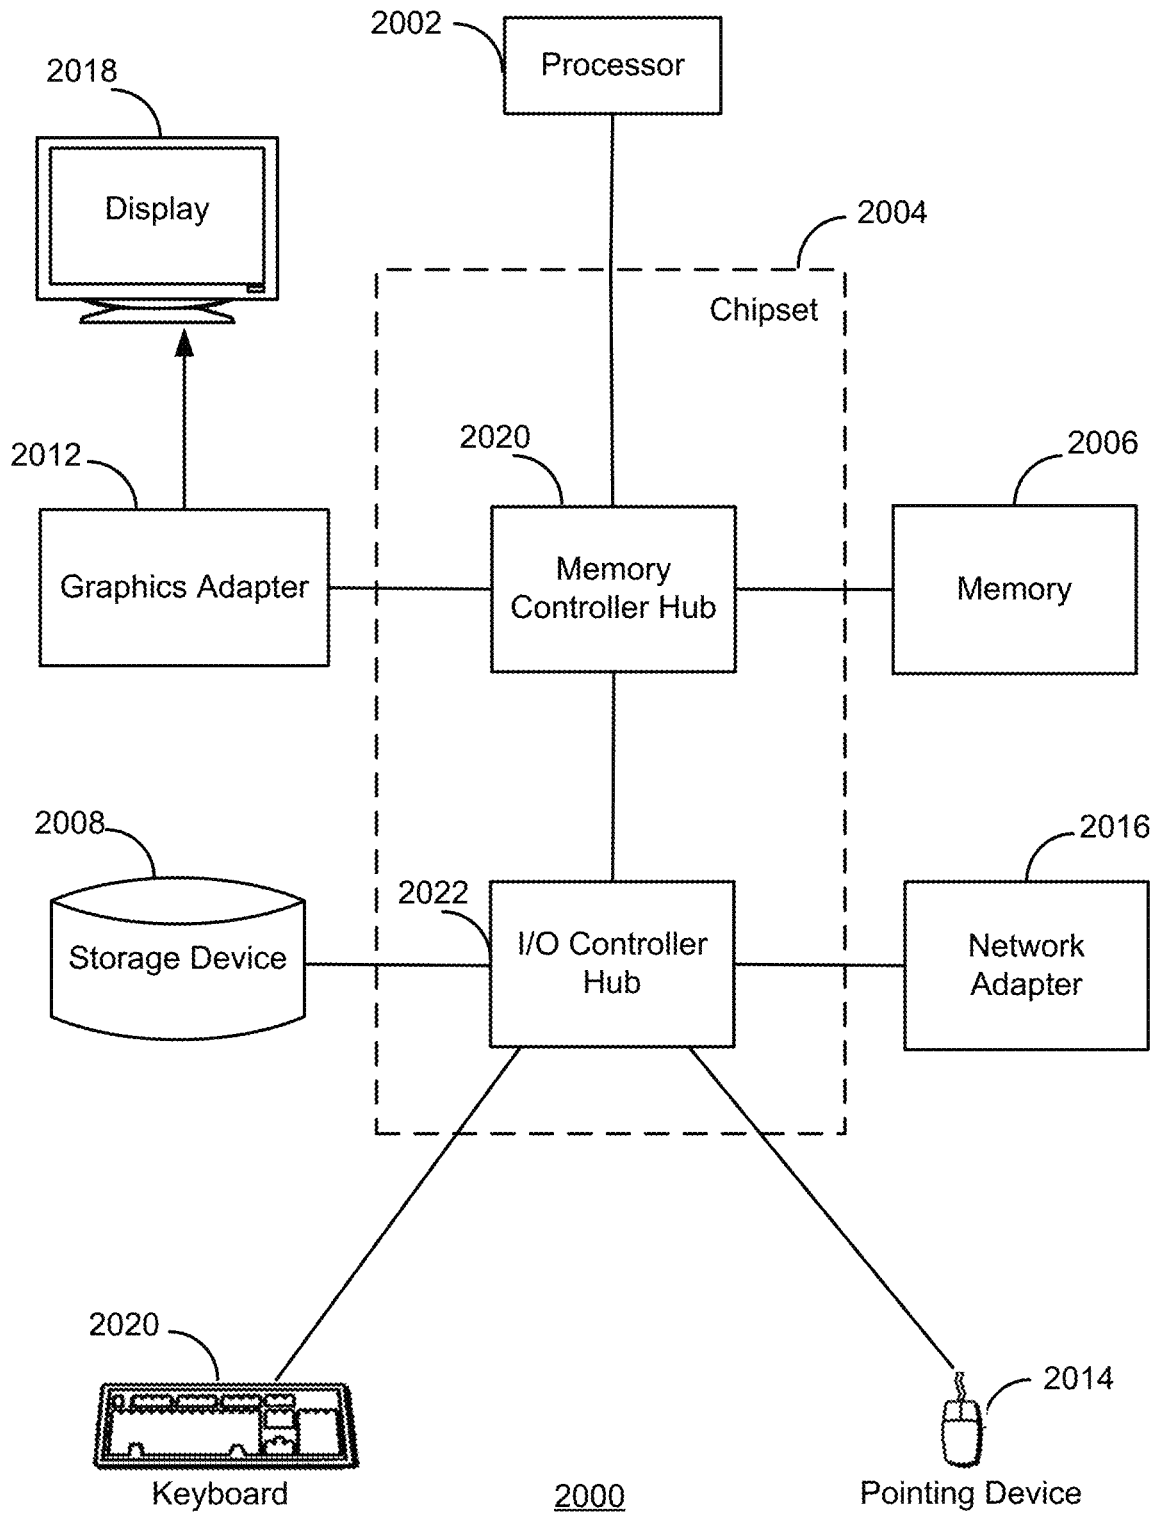 2002
Processor
2018
Display
2004
Chipset
2020
2006
2012
Memory
Controller Hub
Graphics Adapter
Memory
2008
2016
2022
I/O Controller
Hub
Storage Device
Network
Adapter
2020
2014
Keyboard
2000
Pointing Device